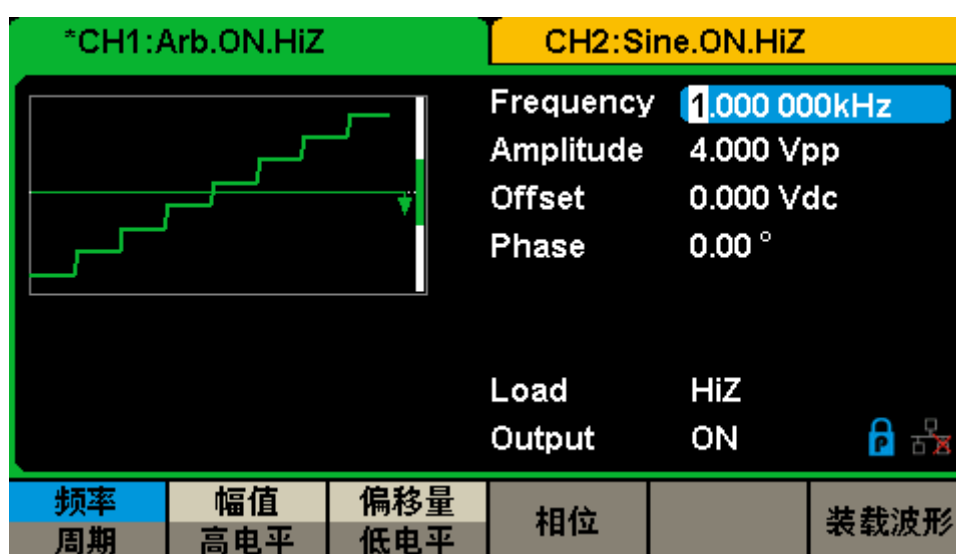 *CH1:Arb.ON.HiZ CH2:Sine.ON.HiZ
Frequency 1.000 000kHz
Amplitude 4.000 Vpp
Offset 0.000 Vdc
Phase 0.00 °
Load HiZ
Output ON
P
频率 幅值 偏移量 相位 装载波形
周期 高电平 低电平